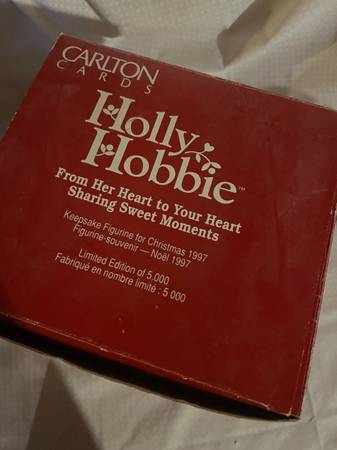 CARLTON
CARDS
Holly
Hobbie™
From Her Heart to Your Heart
Sharing Sweet Moments
Keepsake Figurine for Christmas 1997
Figurine-souvenir — Noël 1997
Limited Edition of 5,000
Fabriqué en nombre limité : 5 000